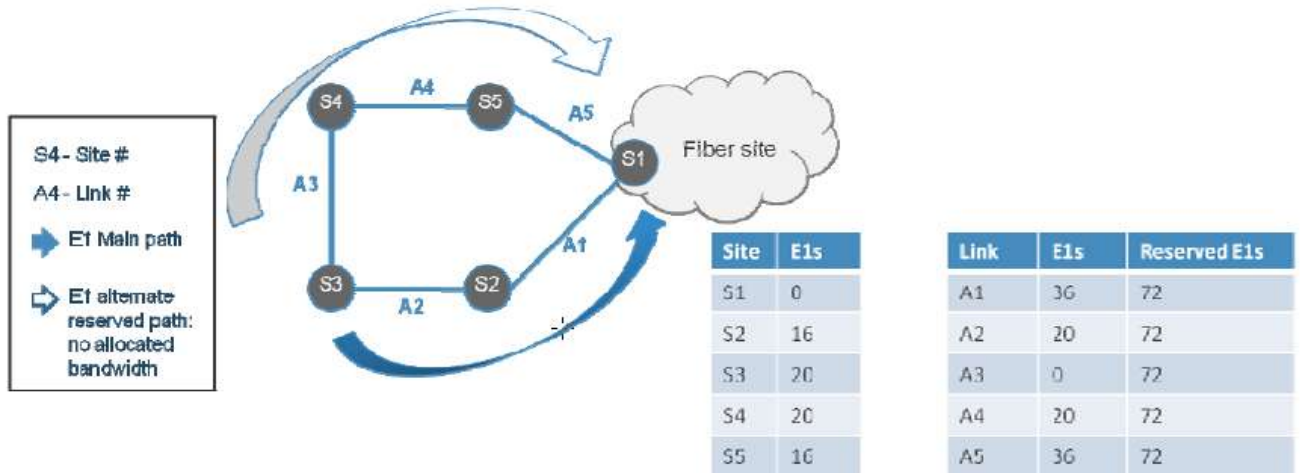 S4 - Site #
A4 - Link #
E1 Main path
E1 alternate
reserved path:
no allocated
bandwidth
S4
A4
S5
A5
S1
Fiber site
A3
A1
S3
A2
S2
Site E1s
S1 0
S2 16
S3 20
S4 20
S5 16
Link E1s Reserved E1s
A1 36 72
A2 20 72
A3 0 72
A4 20 72
A5 36 72